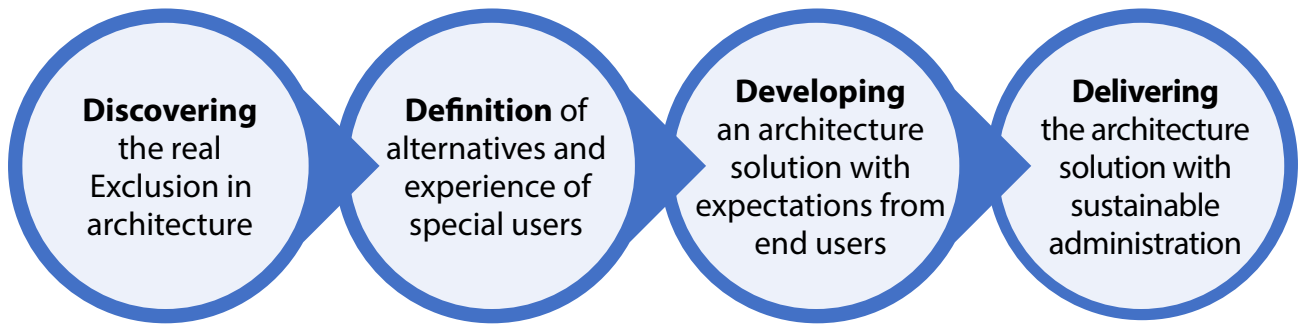 Discovering
the real
Exclusion in
architecture
Definition of
alternatives and
experience of
special users
Developing
an architecture
solution with
expectations from
end users
Delivering
the architecture
solution with
sustainable
administration